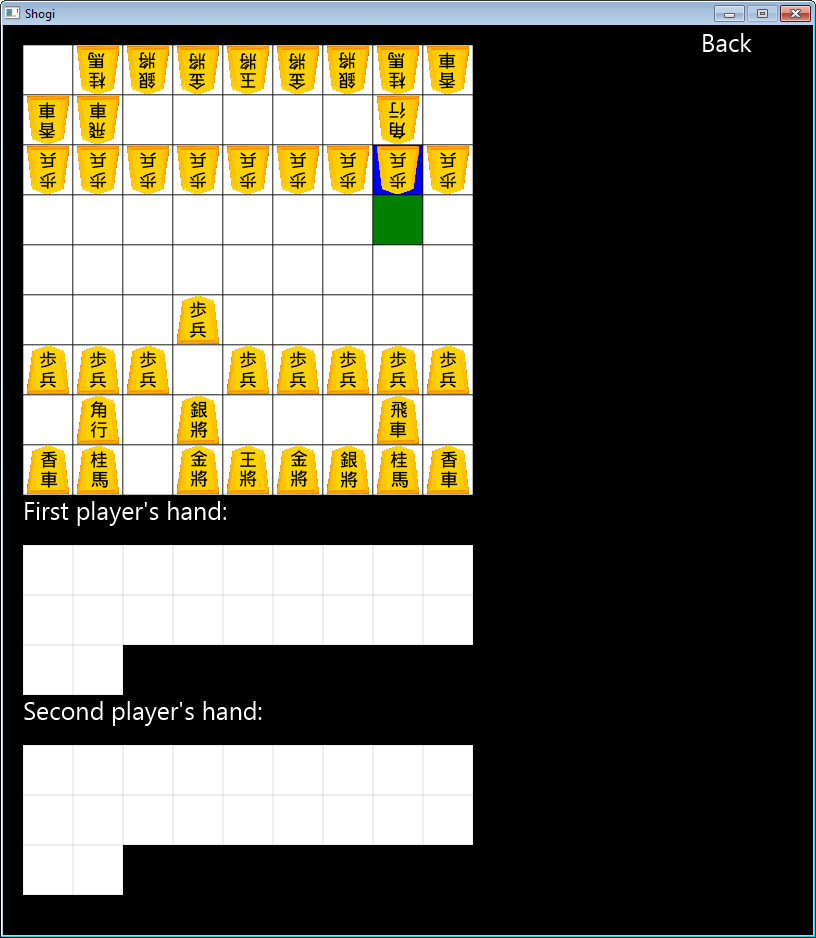 Shogi
Back
桂馬 銀將 金將 王將 金將 銀將 桂馬 香車
香車 飛車 角行
歩兵 歩兵 歩兵 歩兵 歩兵 歩兵 歩兵 歩兵 歩兵
歩兵
歩兵 歩兵 歩兵 歩兵 歩兵 歩兵 歩兵 歩兵
角行 銀將 飛車
香車 桂馬 金將 王將 金將 銀將 桂馬 香車
First player's hand:
Second player's hand: